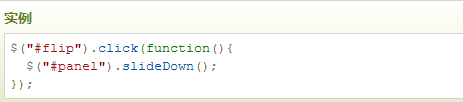 实例
$("#flip").click(function(){
  $("#panel").slideDown();
});